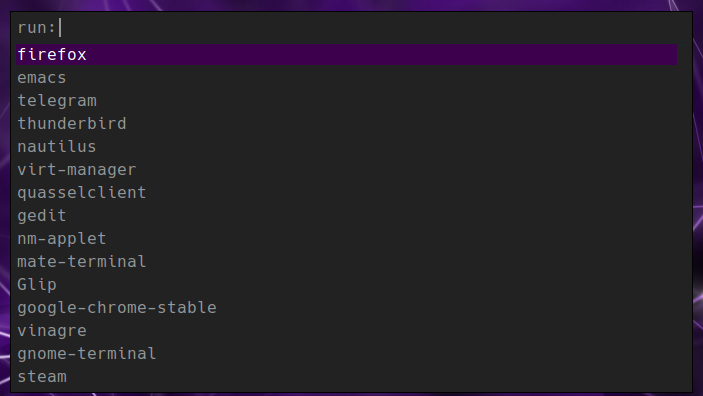 run:
firefox
emacs
telegram
thunderbird
nautilus
virt-manager
quasselclient
gedit
nm-applet
mate-terminal
Glip
google-chrome-stable
vinagre
gnome-terminal
steam